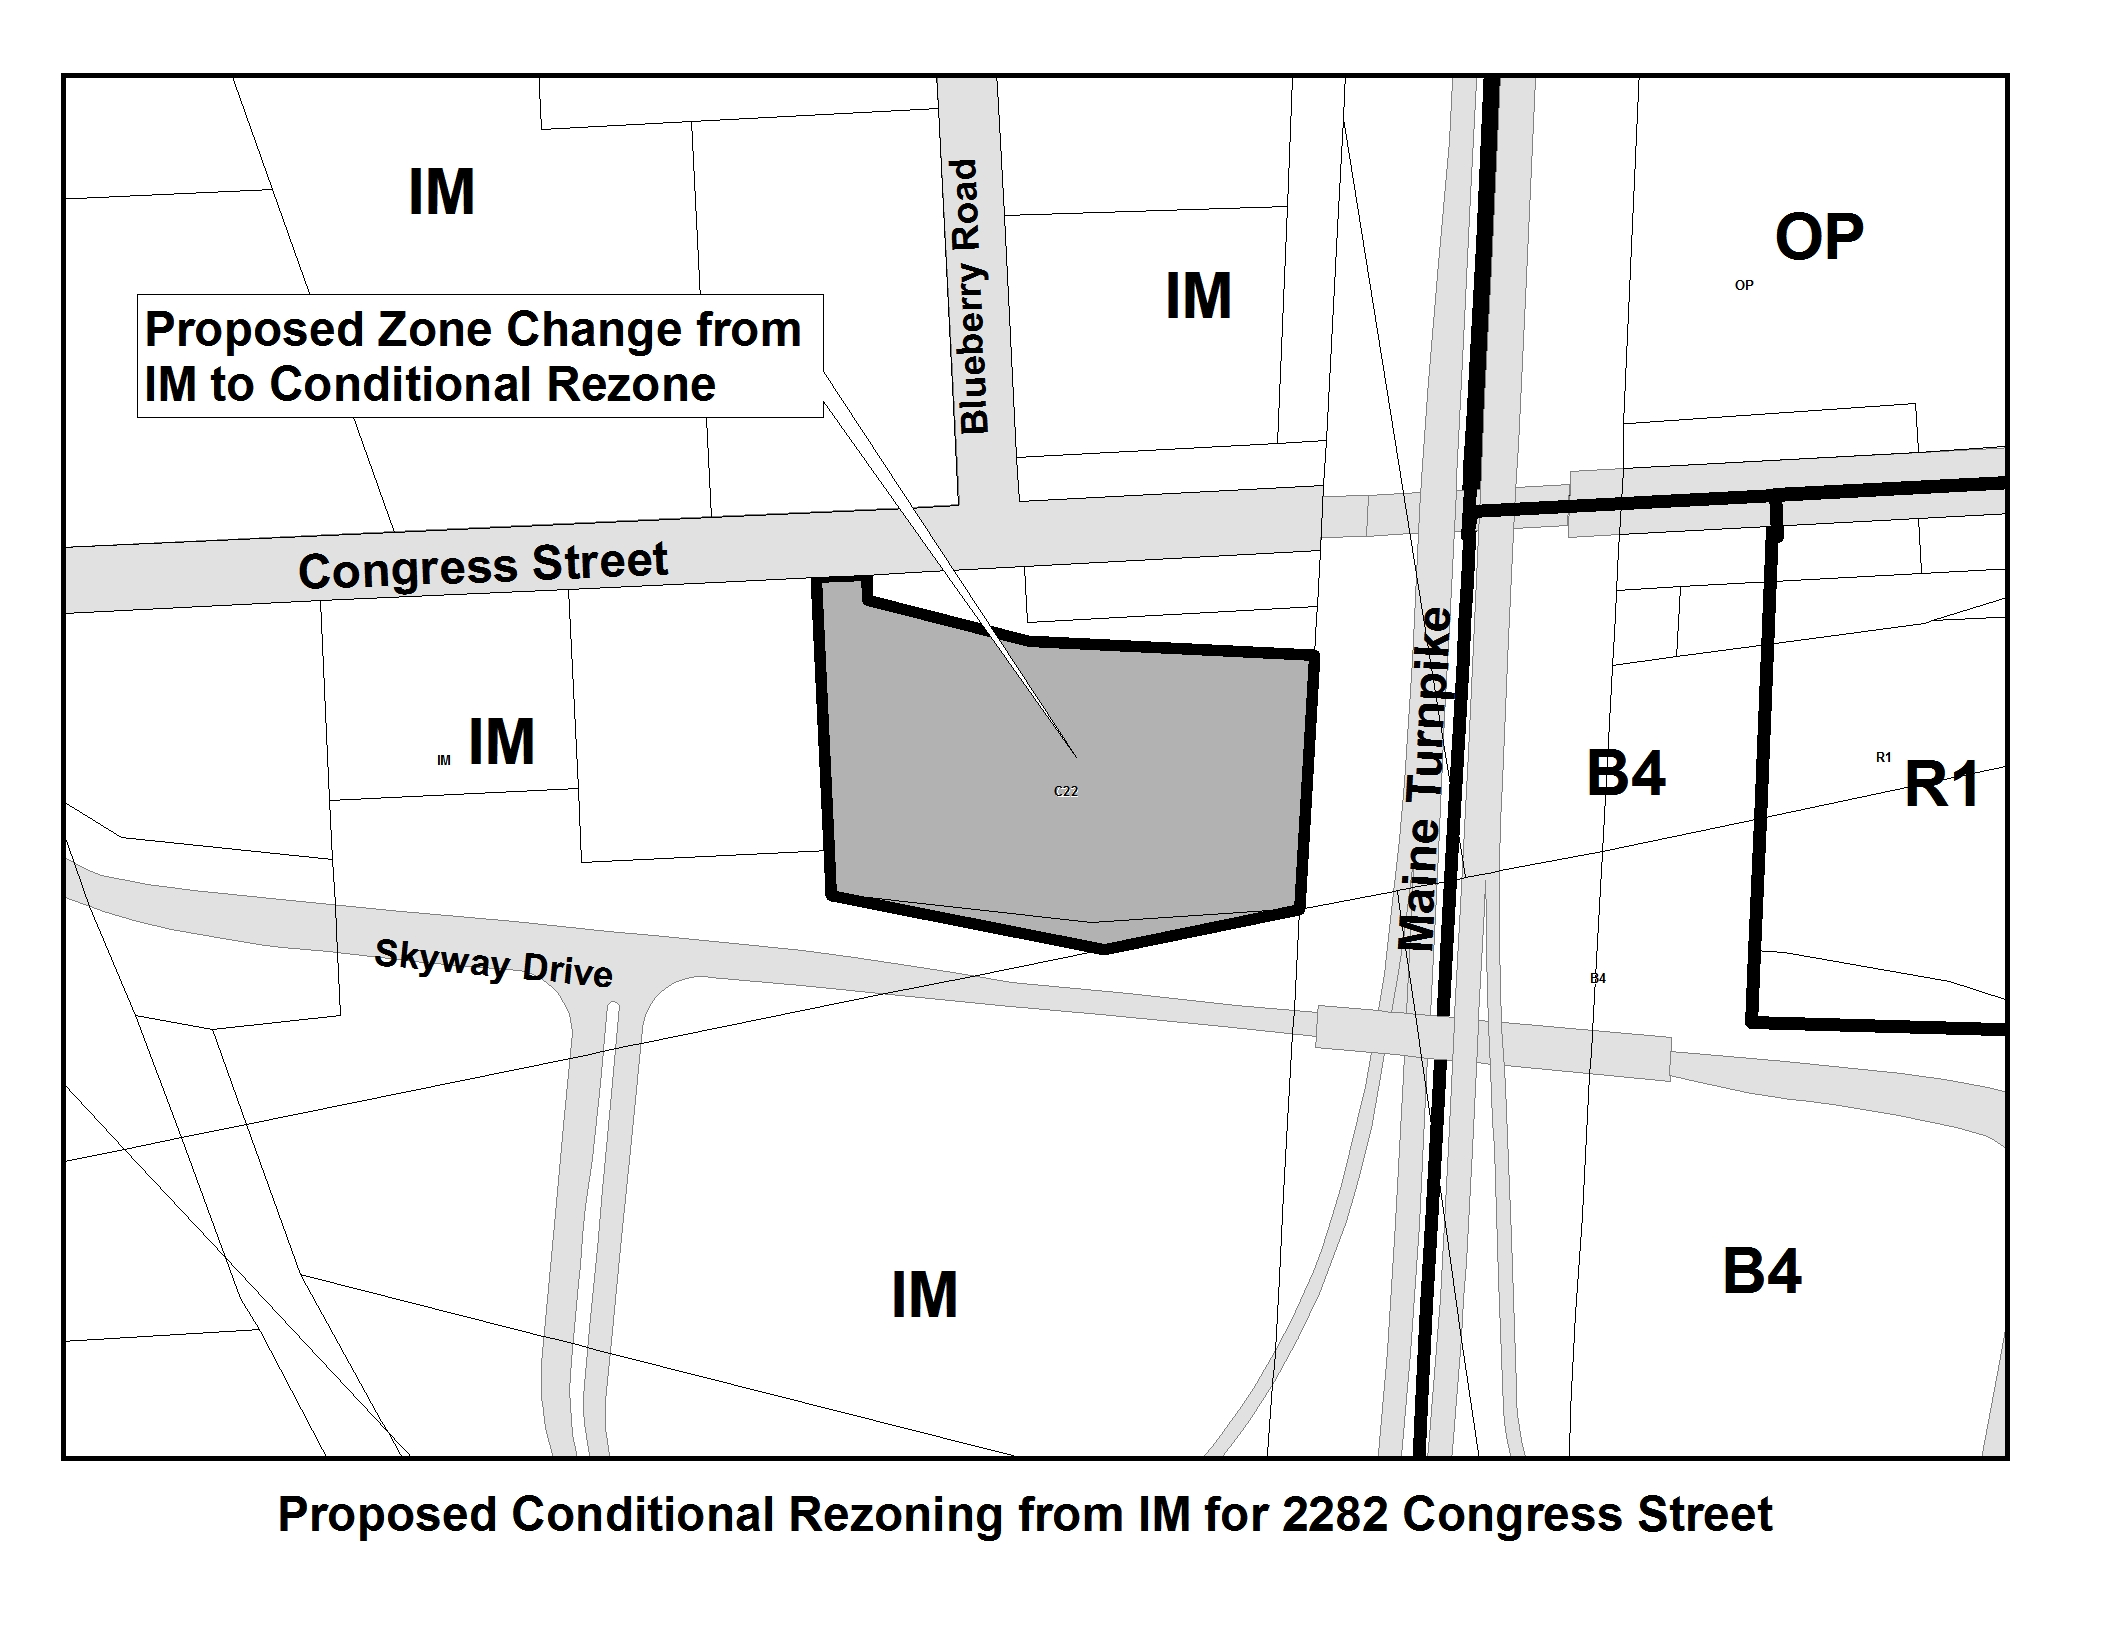 IM
Blueberry Road
OP
OP
IM
Proposed Zone Change from
IM to Conditional Rezone
Congress Street
IM
IM
C22
Maine Turnpike
B4
R1
R1
Skyway Drive
B4
IM
B4
Proposed Conditional Rezoning from IM for 2282 Congress Street